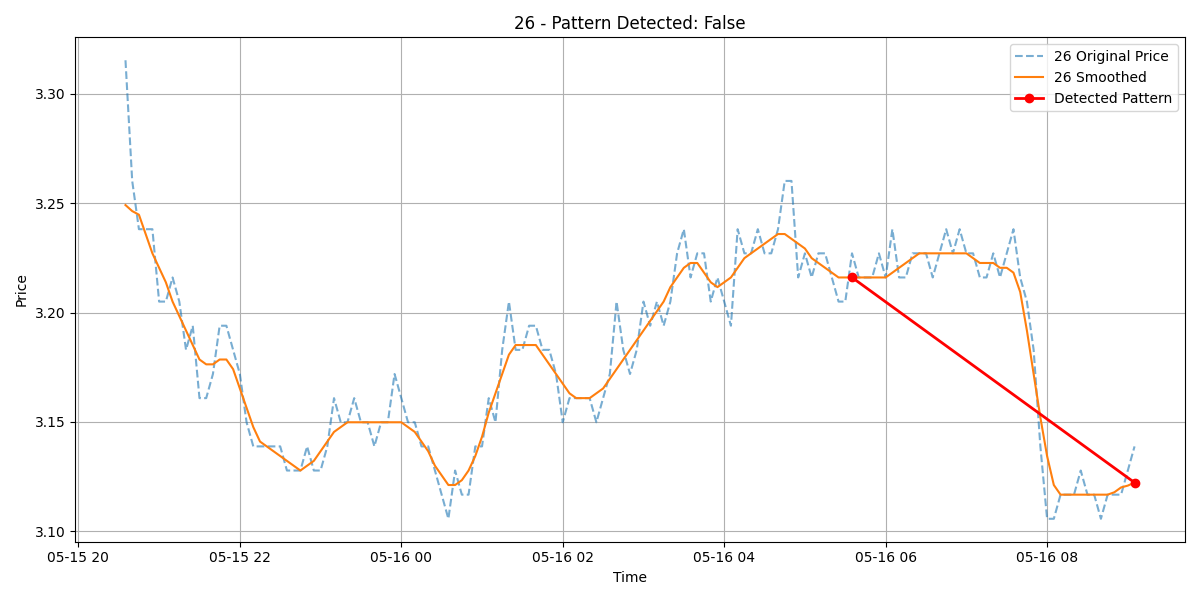 26 - Pattern Detected: False
26 Original Price
26 Smoothed
Detected Pattern
Price
3.30
3.25
3.20
3.15
3.10
05-15 20
05-15 22
05-16 00
05-16 02
05-16 04
05-16 06
05-16 08
Time